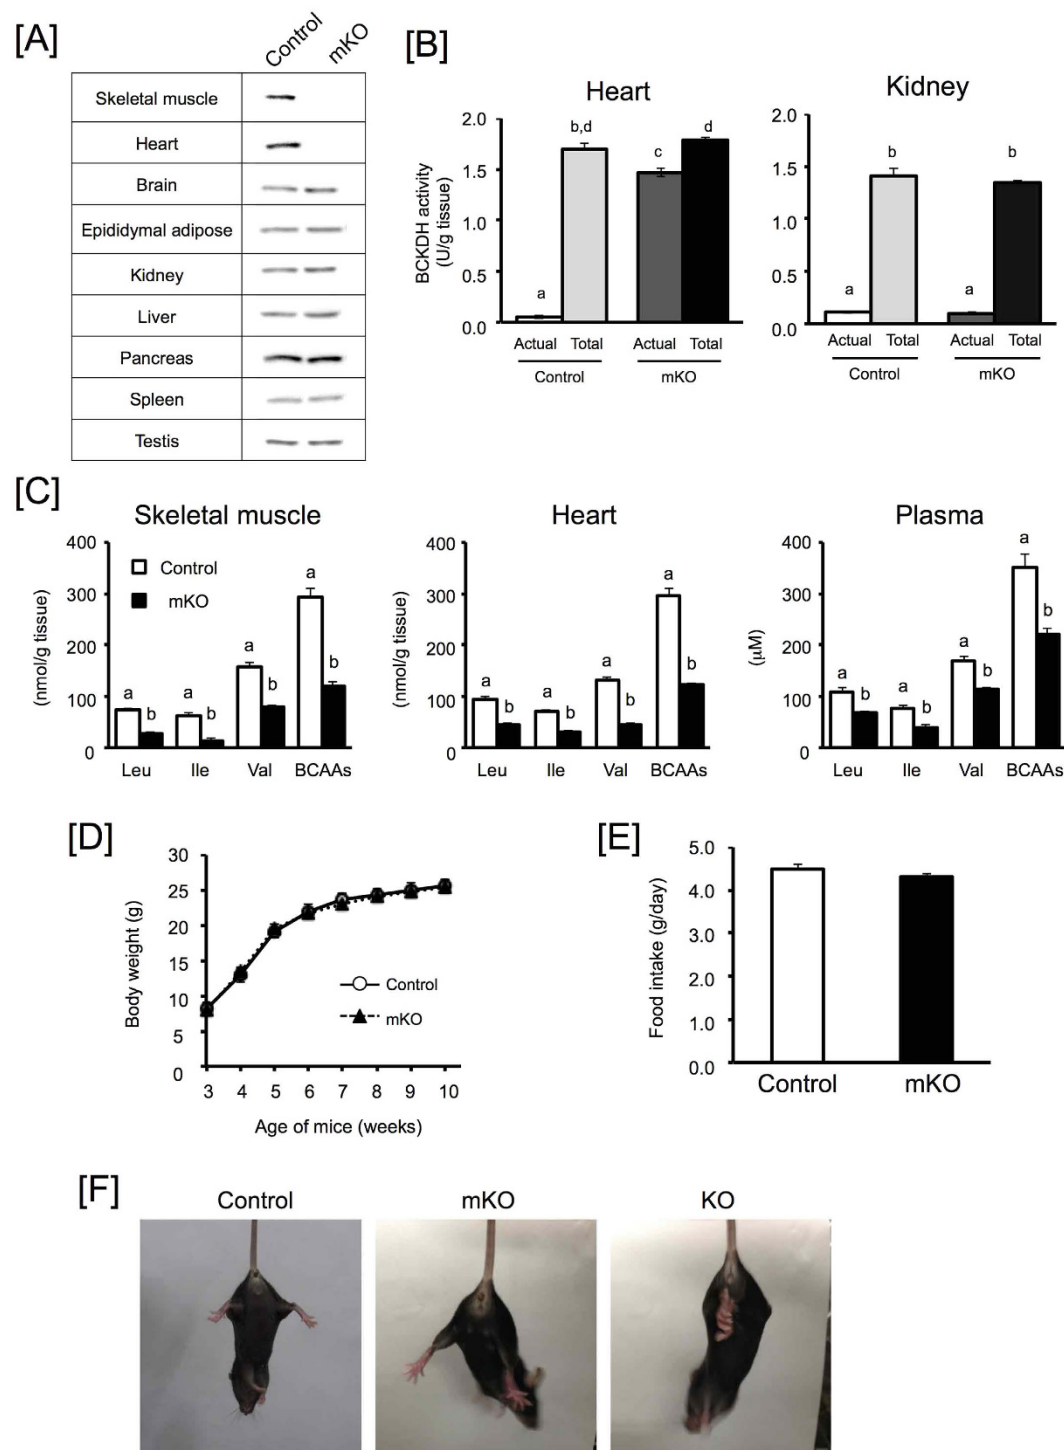 [A]
Control mKO
Skeletal muscle
Heart
Brain
Epididymal adipose
Kidney
Liver
Pancreas
Spleen
Testis
[B]
Heart
BCKDH activity
(U/g tissue)
2.0
1.5
1.0
0.5
0.0
a
b,d
c
d
Actual Total Actual Total
Control mKO
Kidney
2.0
1.5
1.0
0.5
0.0
a
b
a
b
Actual Total Actual Total
Control mKO
[C]
Skeletal muscle
(nmol/g tissue)
400
300
200
100
0
Control
mKO
a b a b a b a b
Leu Ile Val BCAAs
Heart
(nmol/g tissue)
400
300
200
100
0
a b a b a b a b
Leu Ile Val BCAAs
Plasma
(μM)
400
300
200
100
0
a b a b a b a b
Leu Ile Val BCAAs
[D]
Body weight (g)
30
25
20
15
10
5
0
Control
mKO
3 4 5 6 7 8 9 10
Age of mice (weeks)
[E]
Food intake (g/day)
5.0
4.0
3.0
2.0
1.0
0.0
Control mKO
[F]
Control mKO KO